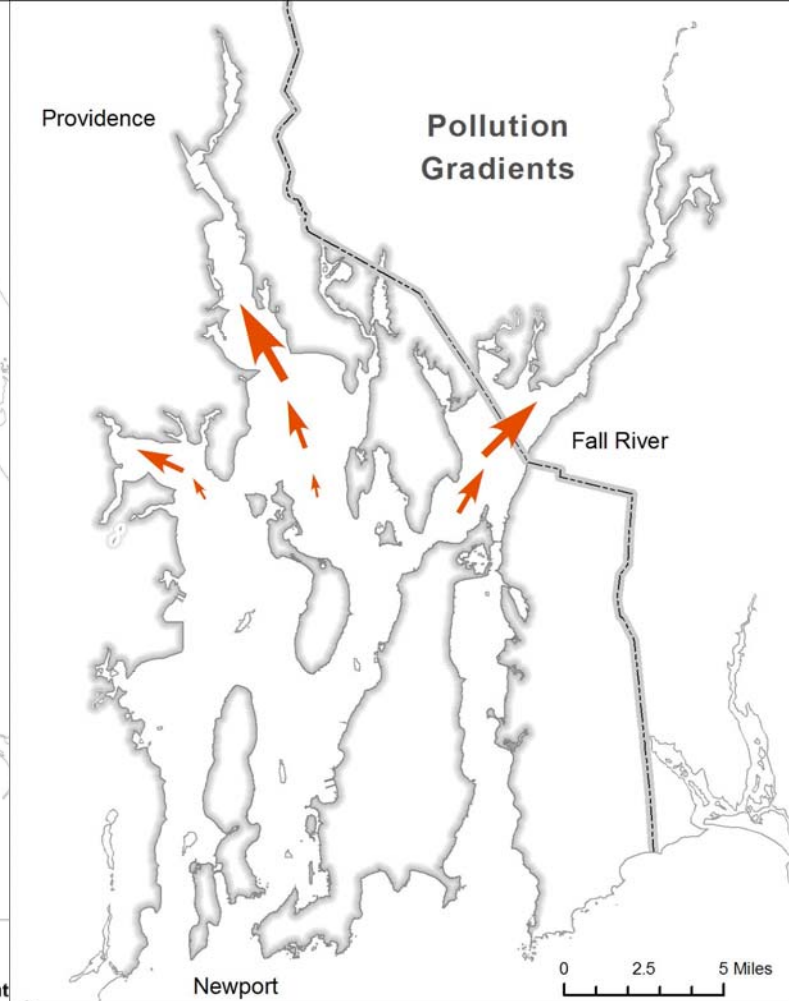 Providence
Pollution
Gradients
Fall River
Newport
0 2.5 5 Miles